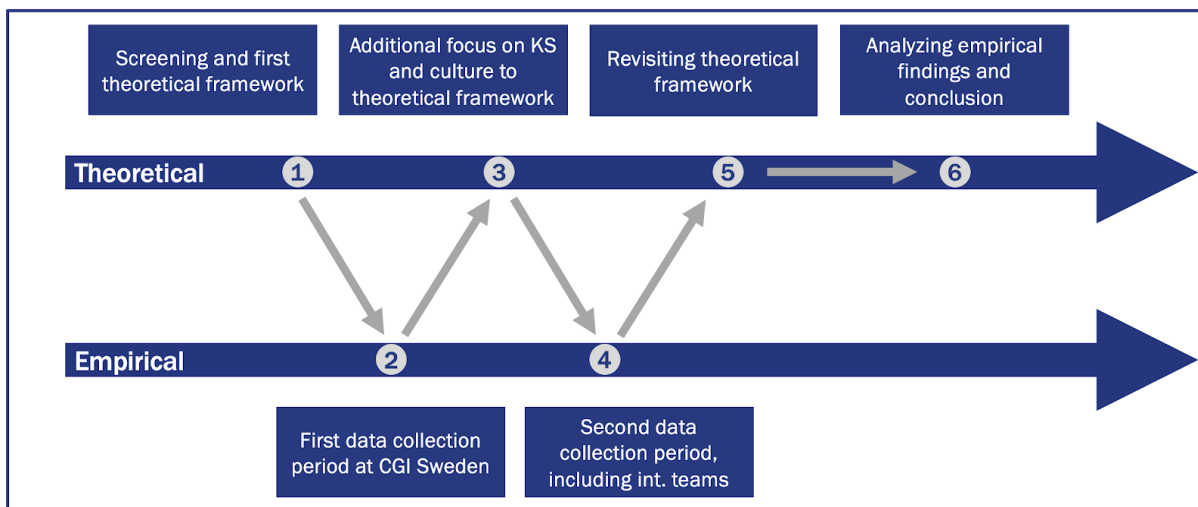 Screening and first
theoretical framework
Additional focus on KS
and culture to
theoretical framework
Revisiting theoretical
framework
Analyzing empirical
findings and
conclusion
Theoretical
1
3
5
6
Empirical
2
4
First data collection
period at CGI Sweden
Second data
collection period,
including int. teams